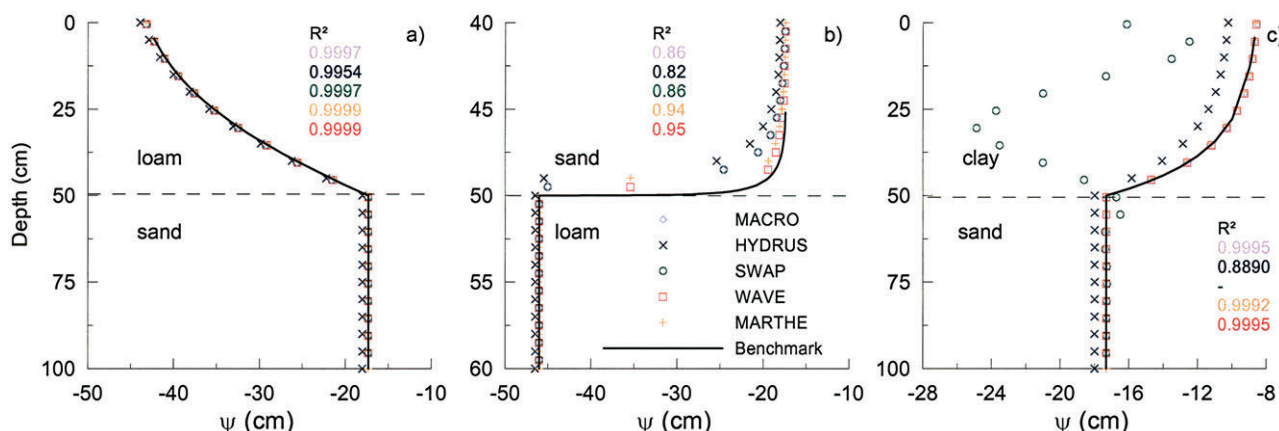 0
25
50
75
100
Depth (cm)
-50
-40
-30
-20
-10
ψ (cm)
a)
R²
0.9997
0.9954
0.9997
0.9999
0.9999
loam
sand
40
45
50
55
60
-50
-40
-30
-20
-10
ψ (cm)
b)
R²
0.86
0.82
0.86
0.94
0.95
sand
loam
MACRO
HYDRUS
SWAP
WAVE
MARTHE
Benchmark
0
25
50
75
100
-28
-24
-20
-16
-12
-8
ψ (cm)
c)
clay
sand
R²
0.9995
0.8890
-
0.9992
0.9995